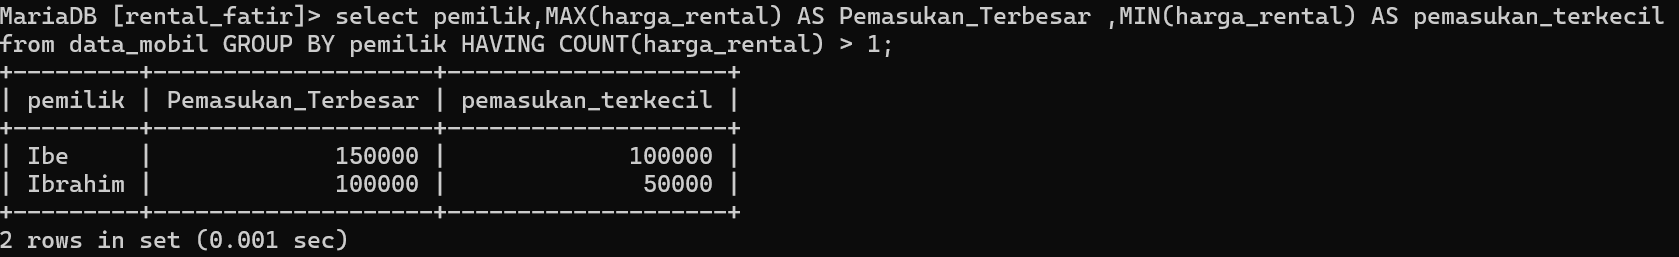 MariaDB [rental_fatir]> select pemilik,MAX(harga_rental) AS Pemasukan_Terbesar ,MIN(harga_rental) AS pemasukan_terkecil
from data_mobil GROUP BY pemilik HAVING COUNT(harga_rental) > 1;
+---------+--------------------+--------------------+
| pemilik | Pemasukan_Terbesar | pemasukan_terkecil |
+---------+--------------------+--------------------+
| Ibe     |             150000 |             100000 |
| Ibrahim |             100000 |              50000 |
+---------+--------------------+--------------------+
2 rows in set (0.001 sec)